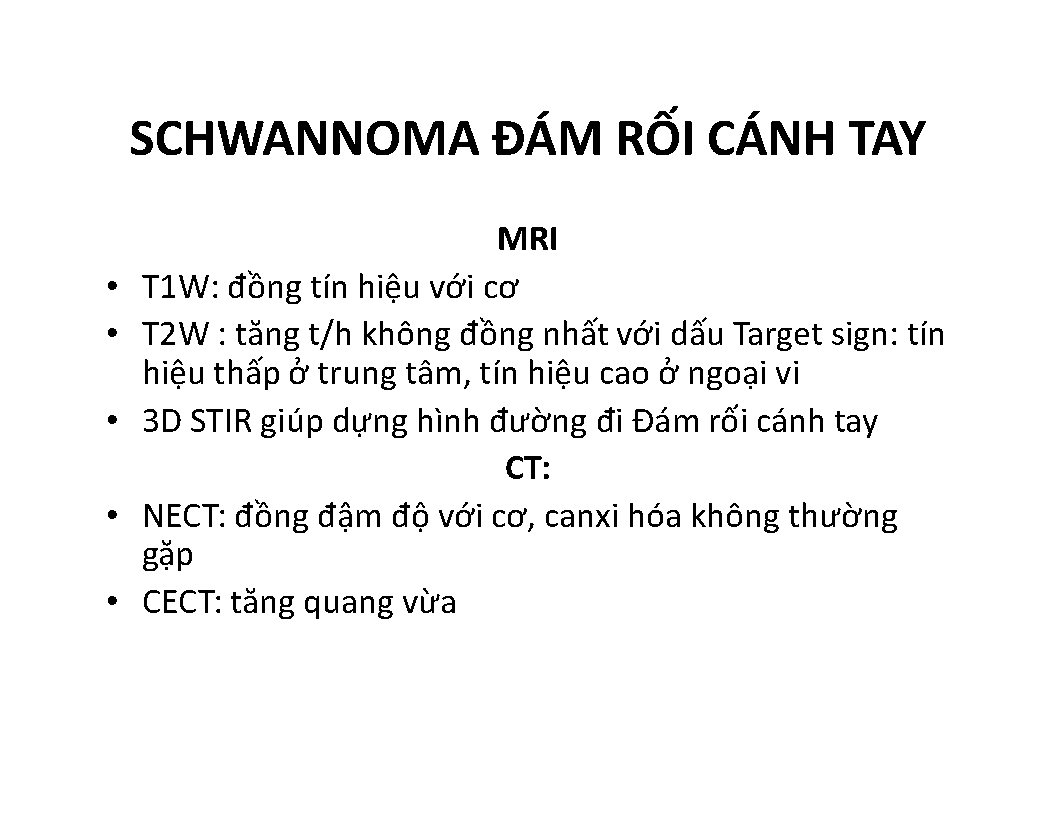 SCHWANNOMA ĐÁM RỐI CÁNH TAY
MRI
• T1W: đồng tín hiệu với cơ
• T2W : tăng t/h không đồng nhất với dấu Target sign: tín
hiệu thấp ở trung tâm, tín hiệu cao ở ngoại vi
• 3D STIR giúp dựng hình đường đi Đám rối cánh tay
CT:
• NECT: đồng đậm độ với cơ, canxi hóa không thường
gặp
• CECT: tăng quang vừa